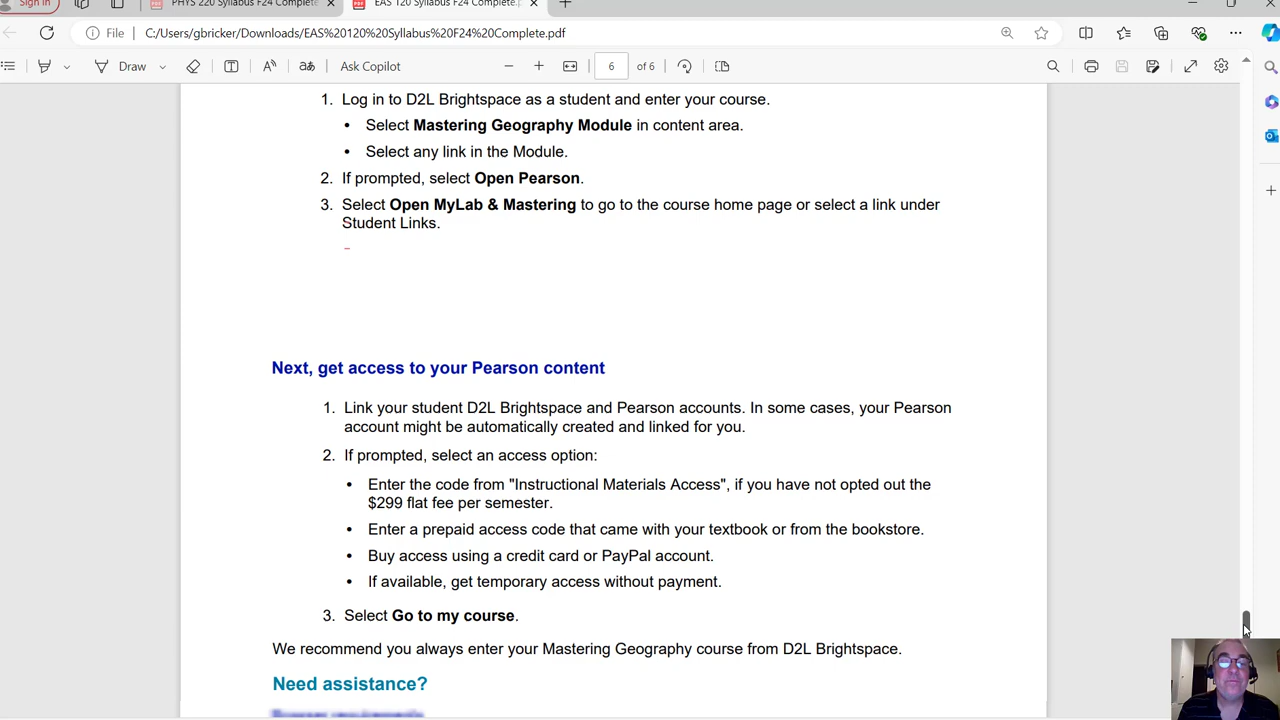 Sign in
PHYS 220 Syllabus F24 Complete
EAS 120 Syllabus F24 Complete.p
File C:/Users/gbricker/Downloads/EAS%20120%20Syllabus%20F24%20Complete.pdf
Draw
Ask Copilot
6 of 6
1. Log in to D2L Brightspace as a student and enter your course.
• Select Mastering Geography Module in content area.
• Select any link in the Module.
2. If prompted, select Open Pearson.
3. Select Open MyLab & Mastering to go to the course home page or select a link under
Student Links.
Next, get access to your Pearson content
1. Link your student D2L Brightspace and Pearson accounts. In some cases, your Pearson
account might be automatically created and linked for you.
2. If prompted, select an access option:
• Enter the code from "Instructional Materials Access", if you have not opted out the
$299 flat fee per semester.
• Enter a prepaid access code that came with your textbook or from the bookstore.
• Buy access using a credit card or PayPal account.
• If available, get temporary access without payment.
3. Select Go to my course.
We recommend you always enter your Mastering Geography course from D2L Brightspace.
Need assistance?
Browser requirements